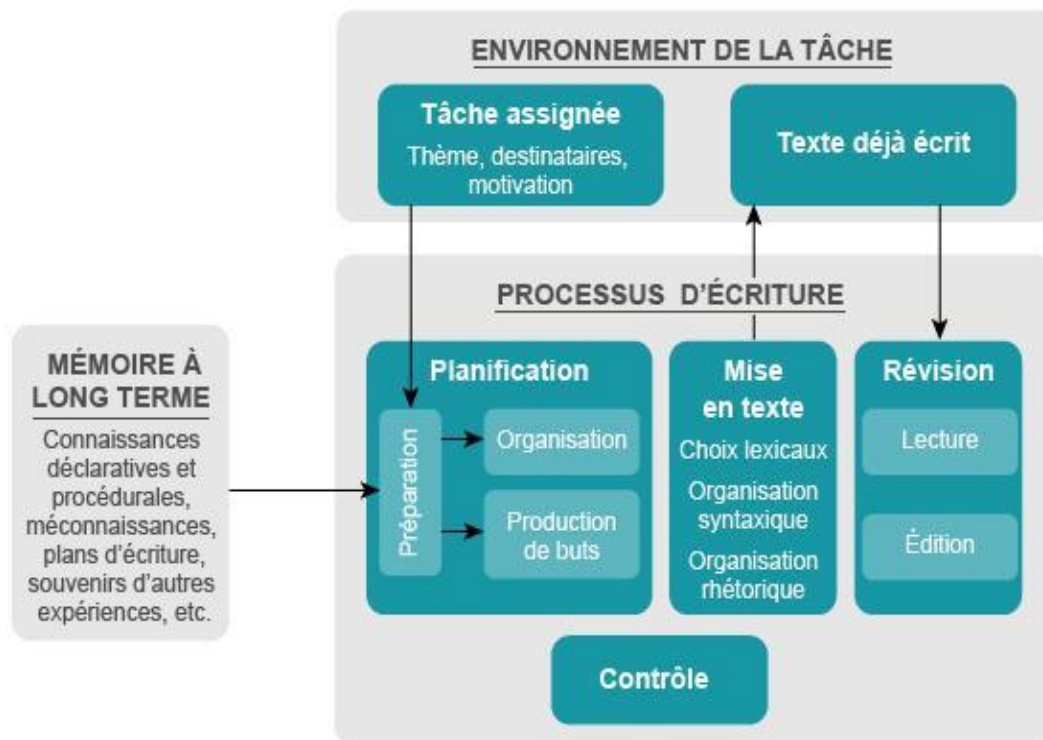 ENVIRONNEMENT DE LA TÂCHE
Tâche assignée
Thème, destinataires,
motivation
Texte déjà écrit
PROCESSUS D’ÉCRITURE
MÉMOIRE À
LONG TERME
Connaissances
déclaratives et
procédurales,
méconnaissances,
plans d’écriture,
souvenirs d’autres
expériences, etc.
Planification
Préparation
Organisation
Production
de buts
Mise
en texte
Choix lexicaux
Organisation
syntaxique
Organisation
rhétorique
Révision
Lecture
Édition
Contrôle